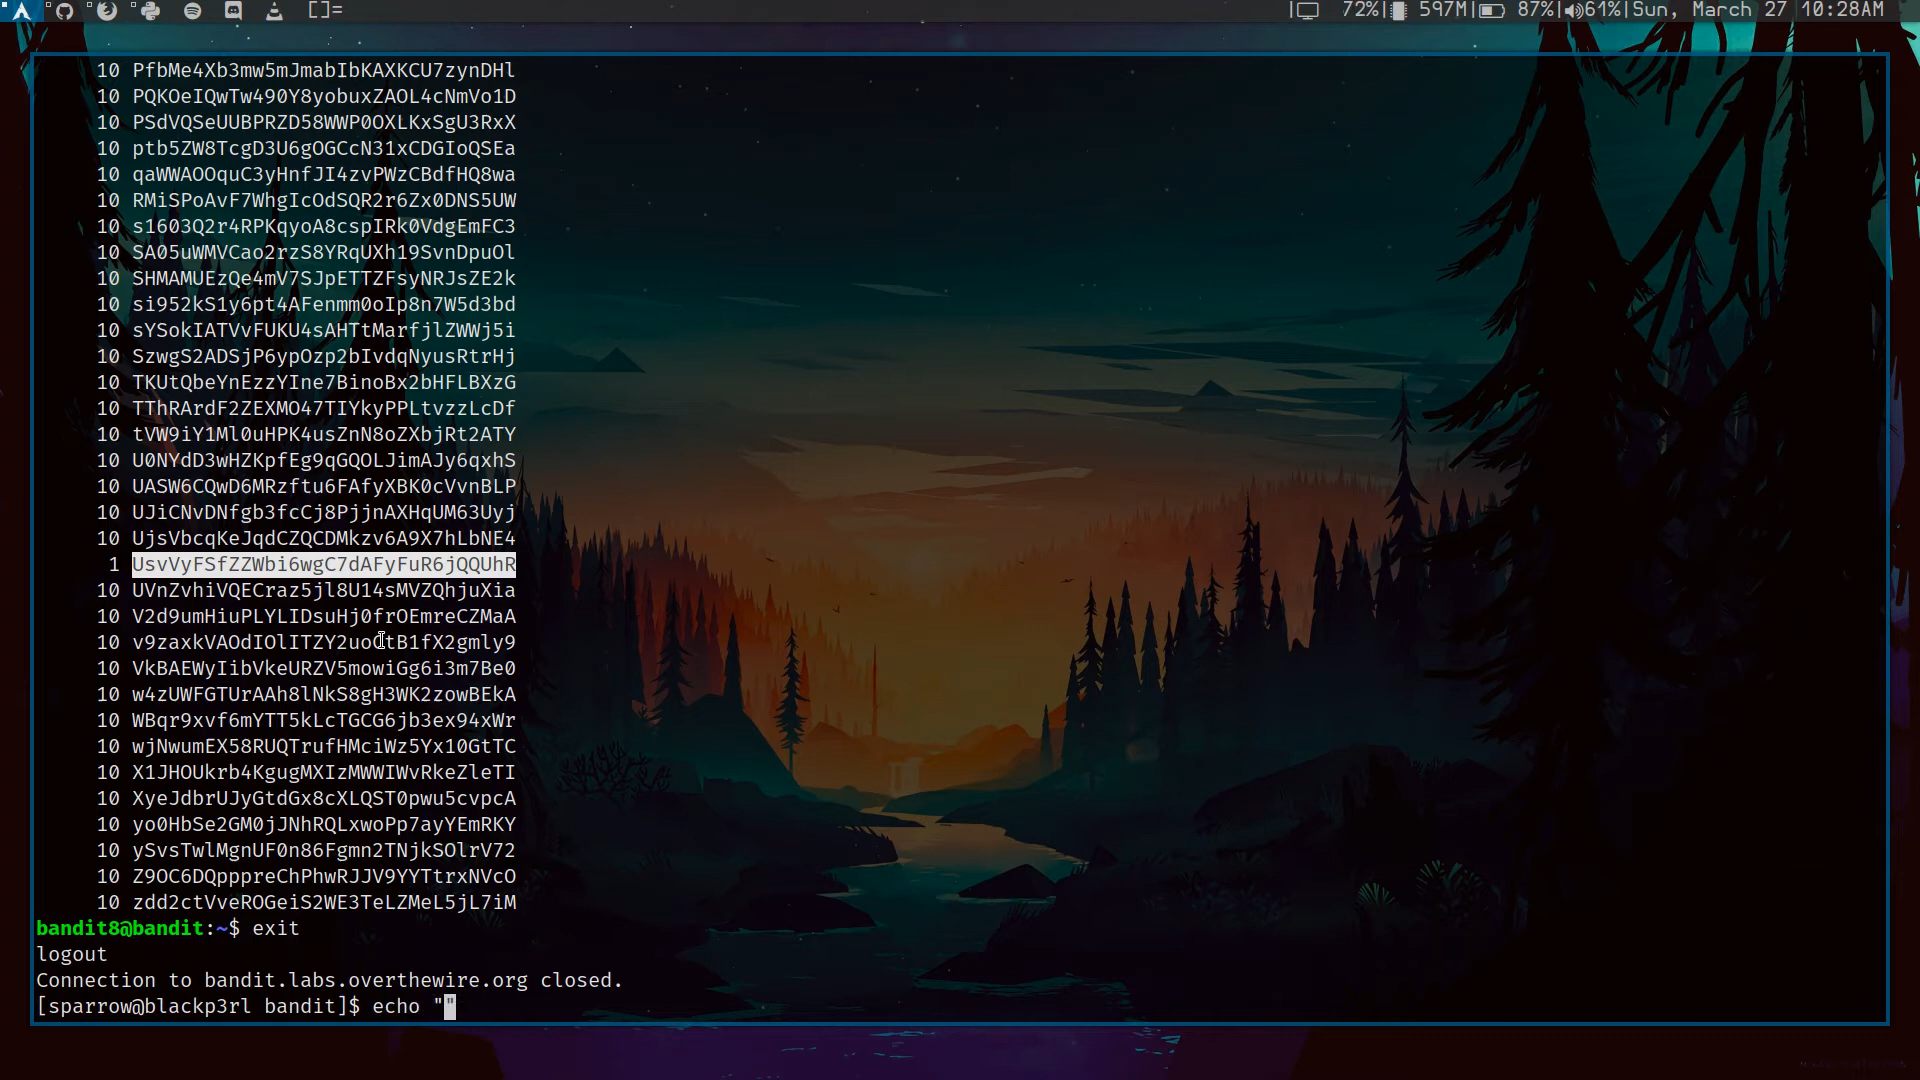 []= | 72%| 597M| 87%| 61%|Sun, March 27 |10:28AM
10 PfbMe4Xb3mw5mJmabIbKAXKCU7zynDHl
10 PQKOeIQwTw490Y8yobuxZAOL4cNmVo1D
10 PSdVQSeUUBPRZD58WWP0OXLKxSgU3RxX
10 ptb5ZW8TcgD3U6gOGCcN31xCDGIoQSEa
10 qaWWAOOquC3yHnfJI4zvPWzCBdfHQ8wa
10 RMiSPoAvF7WhgIcOdSQR2r6Zx0DNS5UW
10 s1603Q2r4RPKqyoA8cspIRk0VdgEmFC3
10 SA05uWMVCao2rzS8YRqUXh19SvnDpuOl
10 SHMAMUEzQe4mV7SJpETTZFsyNRJsZE2k
10 si952kS1y6pt4AFenmm0oIp8n7W5d3bd
10 sYSokIATVvFUKU4sAHTtMarfjlZWWj5i
10 SzwgS2ADSjP6ypOzp2bIvdqNyusRtrHj
10 TKUtQbeYnEzzYIne7BinoBx2bHFLBXzG
10 TThRArdF2ZEXMO47TIYkyPPLtvzzLcDf
10 tVW9iY1Ml0uHPK4usZnN8oZXbjRt2ATY
10 U0NYdD3wHZKpfEg9qGQOLJimAJy6qxhS
10 UASW6CQwD6MRzftu6FAfyXBK0cVvnBLP
10 UJiCNvDNfgb3fcCj8PjjnAXHqUM63Uyj
10 UjsVbcqKeJqdCZQCDMkzv6A9X7hLbNE4
1 UsvVyFSfZZWbi6wgC7dAFyFuR6jQQUhR
10 UVnZvhiVQECraz5jl8U14sMVZQhjuXia
10 V2d9umHiuPLYLIDsuHj0frOEmreCZMaA
10 v9zaxkVAOdIOlITZY2uoCtB1fX2gmly9
10 VkBAEWyIibVkeURZV5mowiGg6i3m7Be0
10 w4zUWFGTUrAAh8lNkS8gH3WK2zowBEkA
10 WBqr9xvf6mYTT5kLcTGCG6jb3ex94xWr
10 wjNwumEX58RUQTrufHMciWz5Yx10GtTC
10 X1JHOUkrb4KgugMXIzMWWIWvRkeZleTI
10 XyeJdbrUJyGtdGx8cXLQST0pwu5cvpcA
10 yo0HbSe2GM0jJNhRQLxwoPp7ayYEmRKY
10 ySvsTwlMgnUF0n86Fgmn2TNjkSOlrV72
10 Z9OC6DQpppreChPhwRJJV9YYTtrxNVcO
10 zdd2ctVveROGeiS2WE3TeLZMeL5jL7iM
bandit8@bandit:~$ exit
logout
Connection to bandit.labs.overthewire.org closed.
[sparrow@blackp3rl bandit]$ echo ""